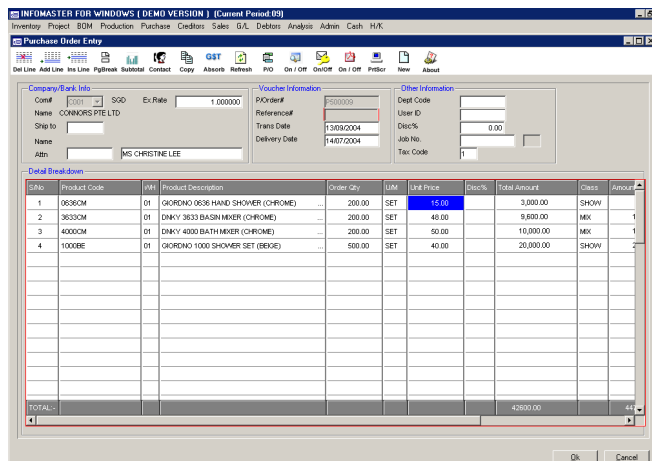 INFOMASTER FOR WINDOWS ( DEMO VERSION ) (Current Period:09)
Inventory Project BOM Production Purchase Creditors Sales G/L Debtors Analysis Admin Cash H/K
Purchase Order Entry
GST
Del Line Add Line Ins Line PgBreak Subtotal Contact Copy Absorb Refresh P/O On / Off On/Off On / Off PrtScr New About
Company/Bank Info Voucher Information Other Information
Com# C001 SGD Ex.Rate 1.000000 P/Order# P500009 Dept Code
Name CONNORS PTE LTD Reference# User ID
Ship to Trans Date 13/09/2004 Disc% 0.00
Name Delivery Date 14/07/2004 Job No.
Attn MS CHRISTINE LEE Tax Code 1
Detail Breakdown
S/No Product Code WH Product Description Order Qty U/M Unit Price Disc% Total Amount Class Amount
1 0636CM 01 GIORDNO 0636 HAND SHOWER (CHROME) ... 200.00 SET 15.00 3,000.00 SHOW
2 3633CM 01 DNKY 3633 BASIN MIXER (CHROME) ... 200.00 SET 48.00 9,600.00 MIX 1
3 4000CM 01 DNKY 4000 BATH MIXER (CHROME) ... 200.00 SET 50.00 10,000.00 MIX 1
4 1000BE 01 GIORDNO 1000 SHOWER SET (BEIGE) ... 500.00 SET 40.00 20,000.00 SHOW 2
TOTAL:- 42600.00 44
Ok Cancel